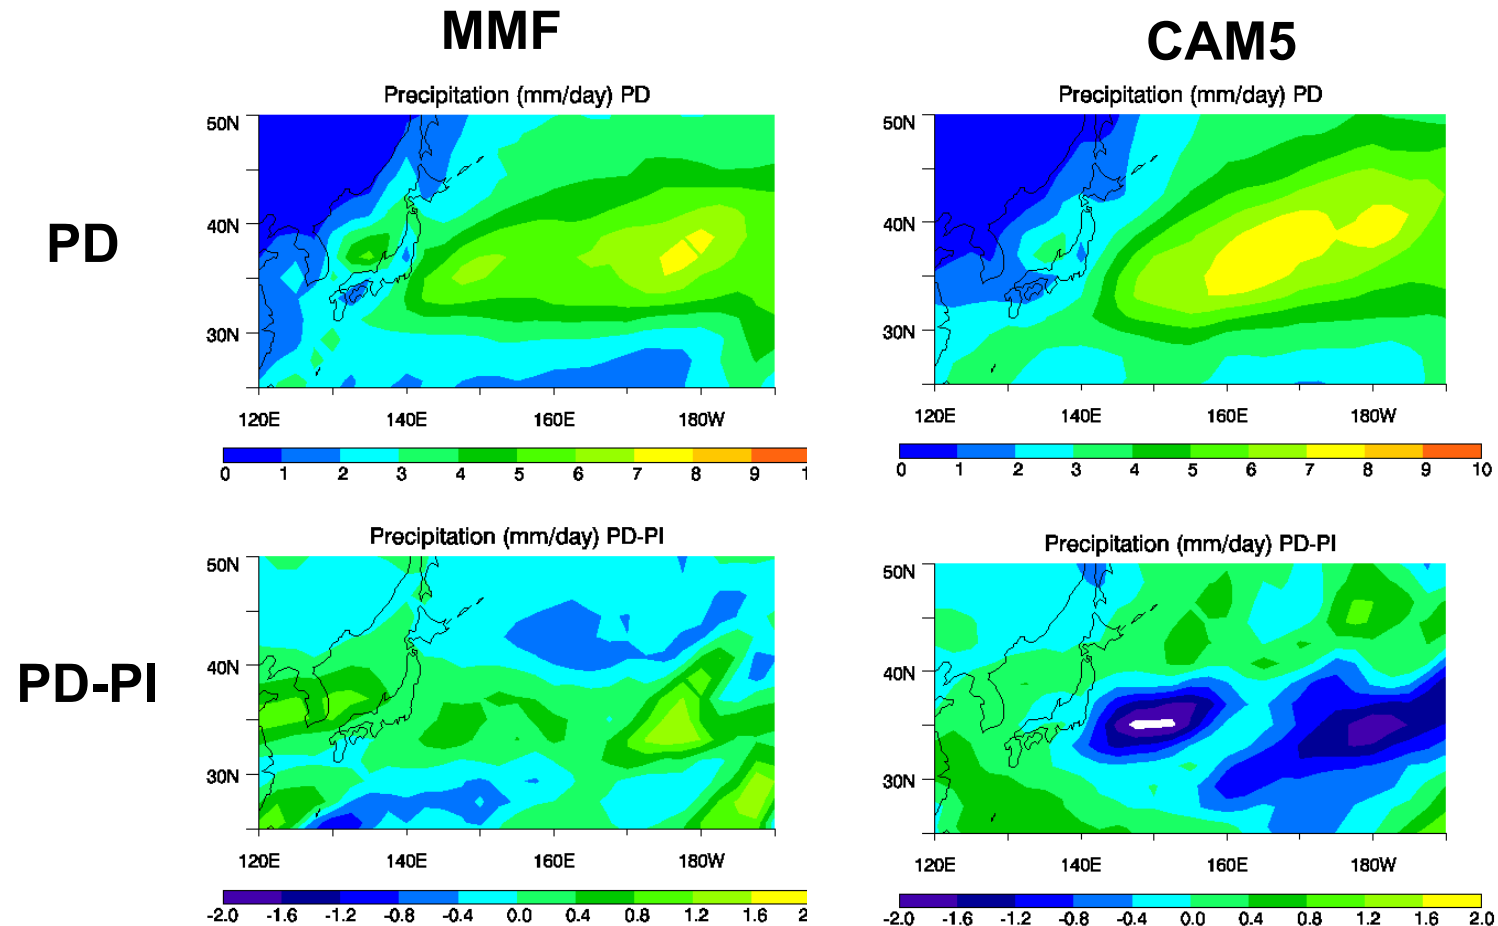 MMF
CAM5
Precipitation (mm/day) PD
Precipitation (mm/day) PD
PD
50N
40N
30N
120E 140E 160E 180W
0 1 2 3 4 5 6 7 8 9 1
50N
40N
30N
120E 140E 160E 180W
0 1 2 3 4 5 6 7 8 9 10
Precipitation (mm/day) PD-PI
Precipitation (mm/day) PD-PI
PD-PI
50N
40N
30N
120E 140E 160E 180W
-2.0 -1.6 -1.2 -0.8 -0.4 0.0 0.4 0.8 1.2 1.6 2
50N
40N
30N
120E 140E 160E 180W
-2.0 -1.6 -1.2 -0.8 -0.4 0.0 0.4 0.8 1.2 1.6 2.0